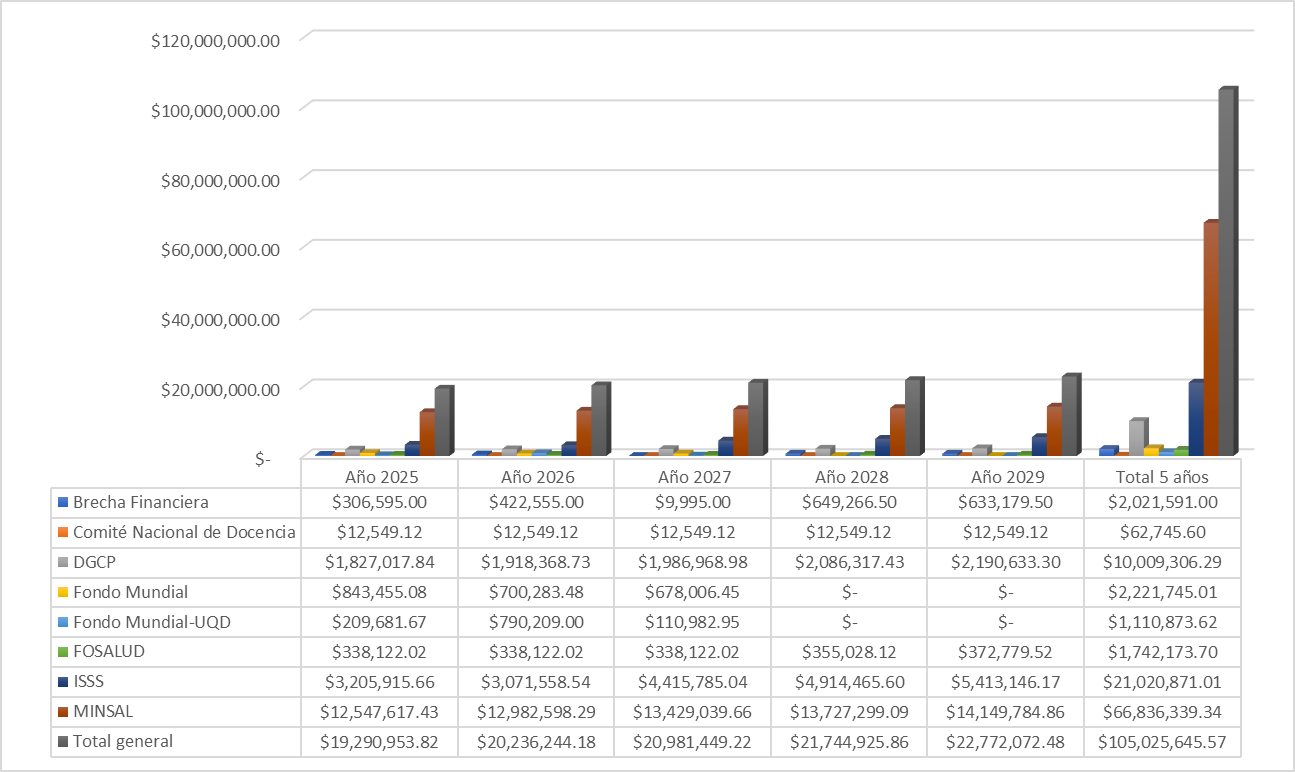 $120,000,000.00
$100,000,000.00
$80,000,000.00
$60,000,000.00
$40,000,000.00
$20,000,000.00
$-
Año 2025 Año 2026 Año 2027 Año 2028 Año 2029 Total 5 años
Brecha Financiera $306,595.00 $422,555.00 $9,995.00 $649,266.50 $633,179.50 $2,021,591.00
Comité Nacional de Docencia $12,549.12 $12,549.12 $12,549.12 $12,549.12 $12,549.12 $62,745.60
DGCP $1,827,017.84 $1,918,368.73 $1,986,968.98 $2,086,317.43 $2,190,633.30 $10,009,306.29
Fondo Mundial $843,455.08 $700,283.48 $678,006.45 $- $- $2,221,745.01
Fondo Mundial-UQD $209,681.67 $790,209.00 $110,982.95 $- $- $1,110,873.62
FOSALUD $338,122.02 $338,122.02 $338,122.02 $355,028.12 $372,779.52 $1,742,173.70
ISSS $3,205,915.66 $3,071,558.54 $4,415,785.04 $4,914,465.60 $5,413,146.17 $21,020,871.01
MINSAL $12,547,617.43 $12,982,598.29 $13,429,039.66 $13,727,299.09 $14,149,784.86 $66,836,339.34
Total general $19,290,953.82 $20,236,244.18 $20,981,449.22 $21,744,925.86 $22,772,072.48 $105,025,645.57